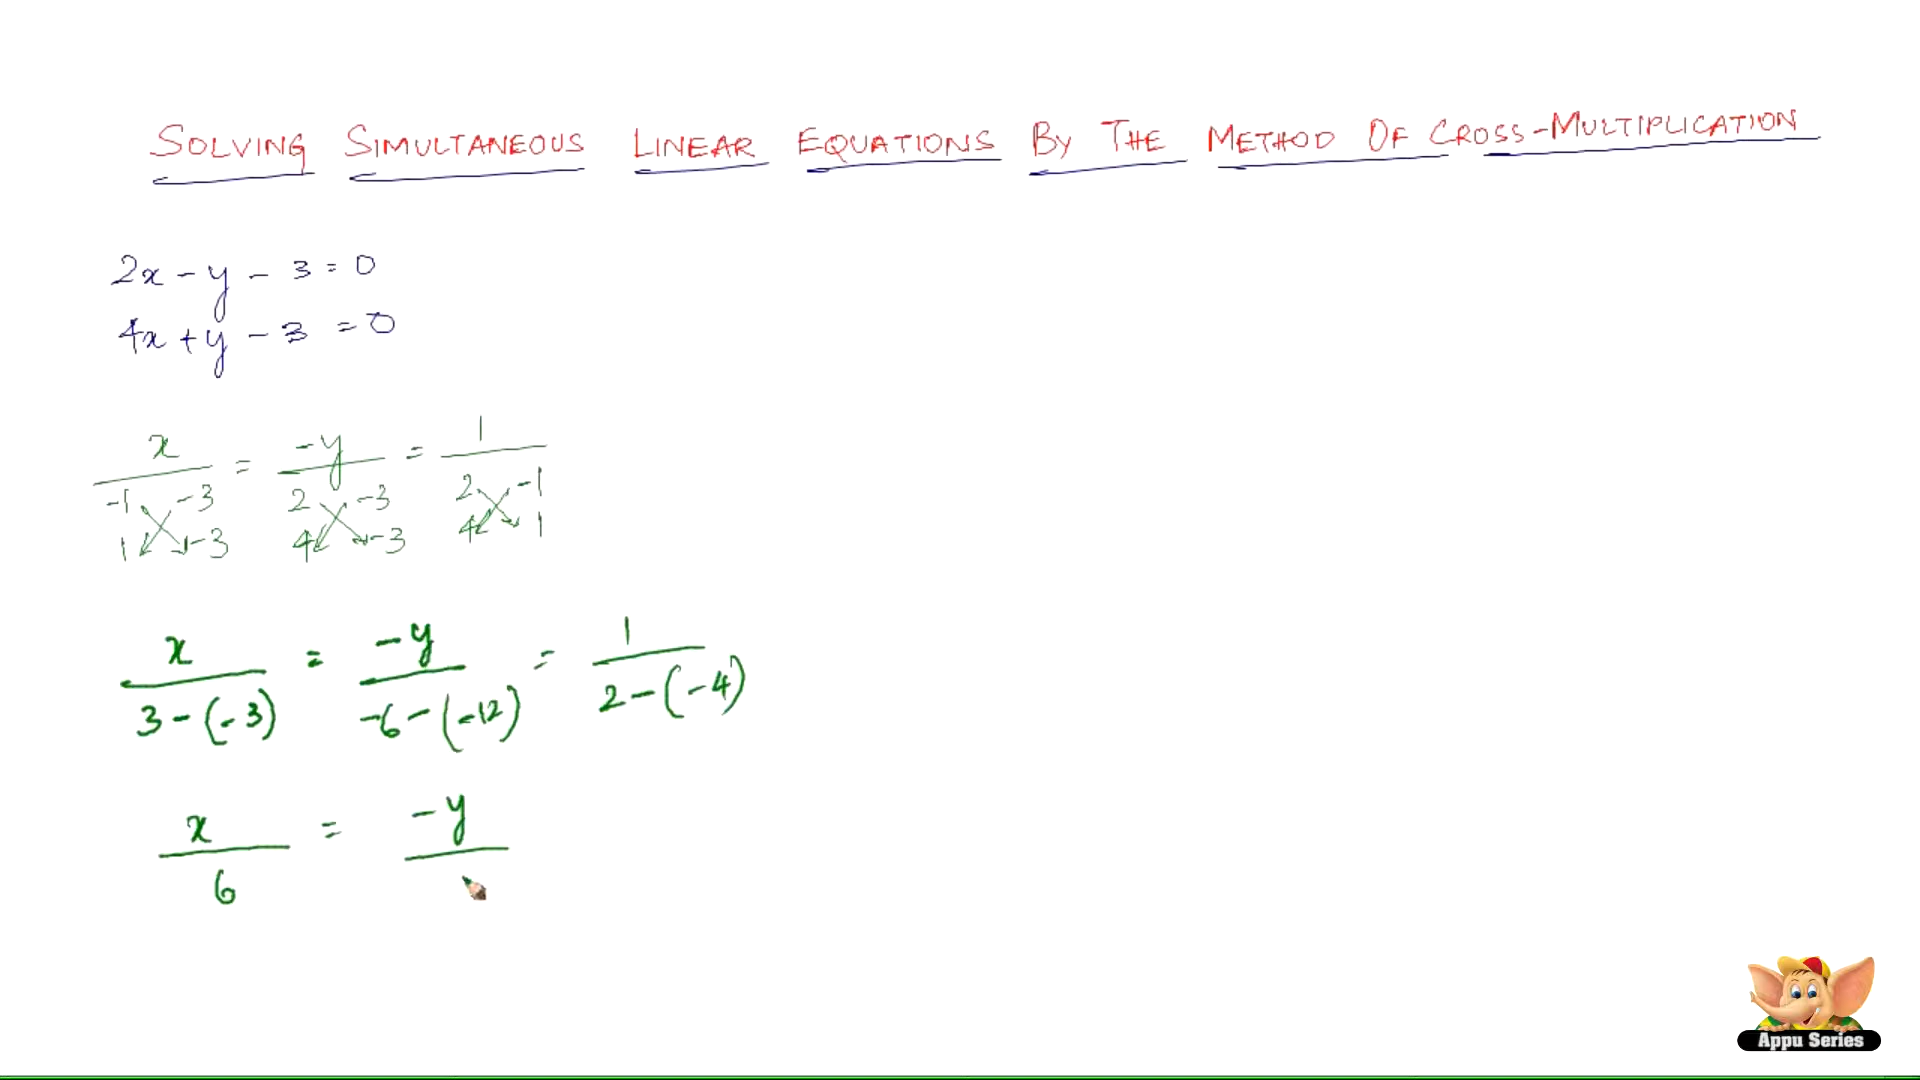 SOLVING SIMULTANEOUS LINEAR EQUATIONS BY THE METHOD OF CROSS-MULTIPLICATION
2x - y - 3 = 0
4x + y - 3 = 0
x = -y = 1
-1 -3 2 -3 2 -1
1 -3 4 -3 4 1
x = -y = 1
3-(-3) -6-(-12) 2-(-4)
x = -y
6
Appu Series